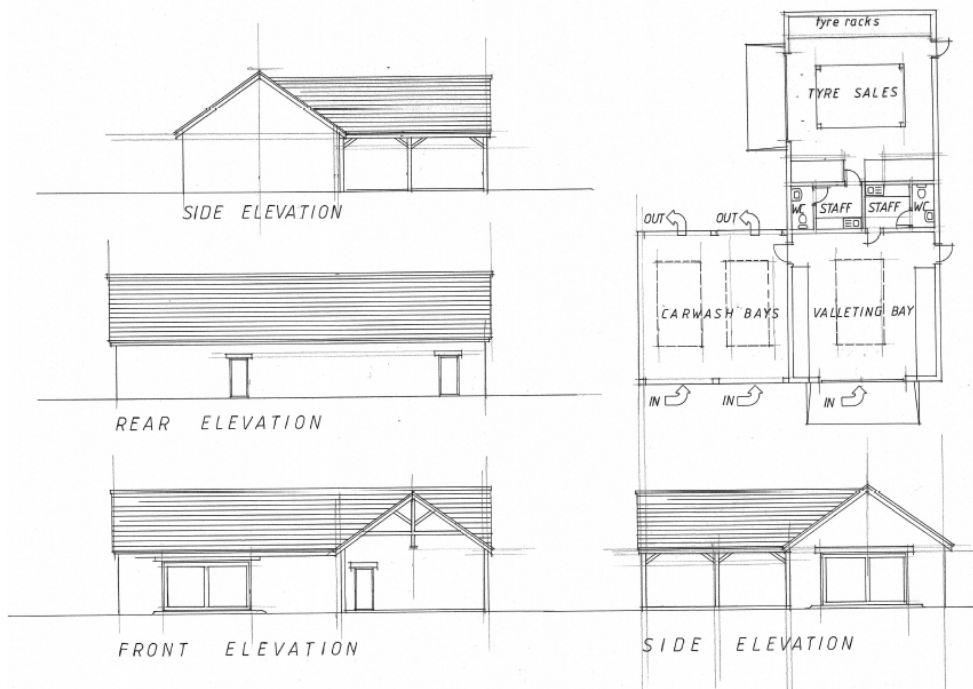 SIDE ELEVATION
REAR ELEVATION
FRONT ELEVATION
tyre racks
TYRE SALES
WC STAFF STAFF WC
OUT OUT
CARWASH BAYS VALLETING BAY
IN IN IN
SIDE ELEVATION